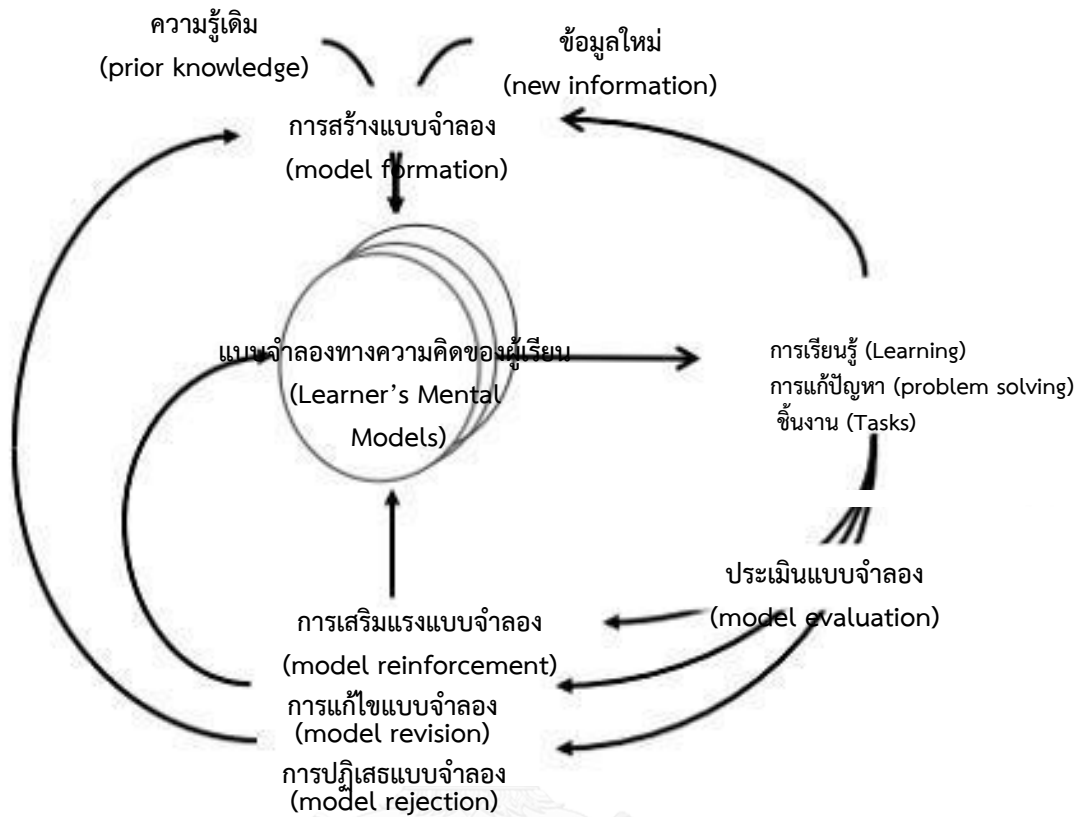 ความรู้เดิม
(prior knowledge)
ข้อมูลใหม่
(new information)
การสร้างแบบจำลอง
(model formation)
แบบจำลองทางความคิดของผู้เรียน
(Learner’s Mental
Models)
การเรียนรู้ (Learning)
การแก้ปัญหา (problem solving)
ชิ้นงาน (Tasks)
ประเมินแบบจำลอง
(model evaluation)
การเสริมแรงแบบจำลอง
(model reinforcement)
การแก้ไขแบบจำลอง
(model revision)
การปฏิเสธแบบจำลอง
(model rejection)